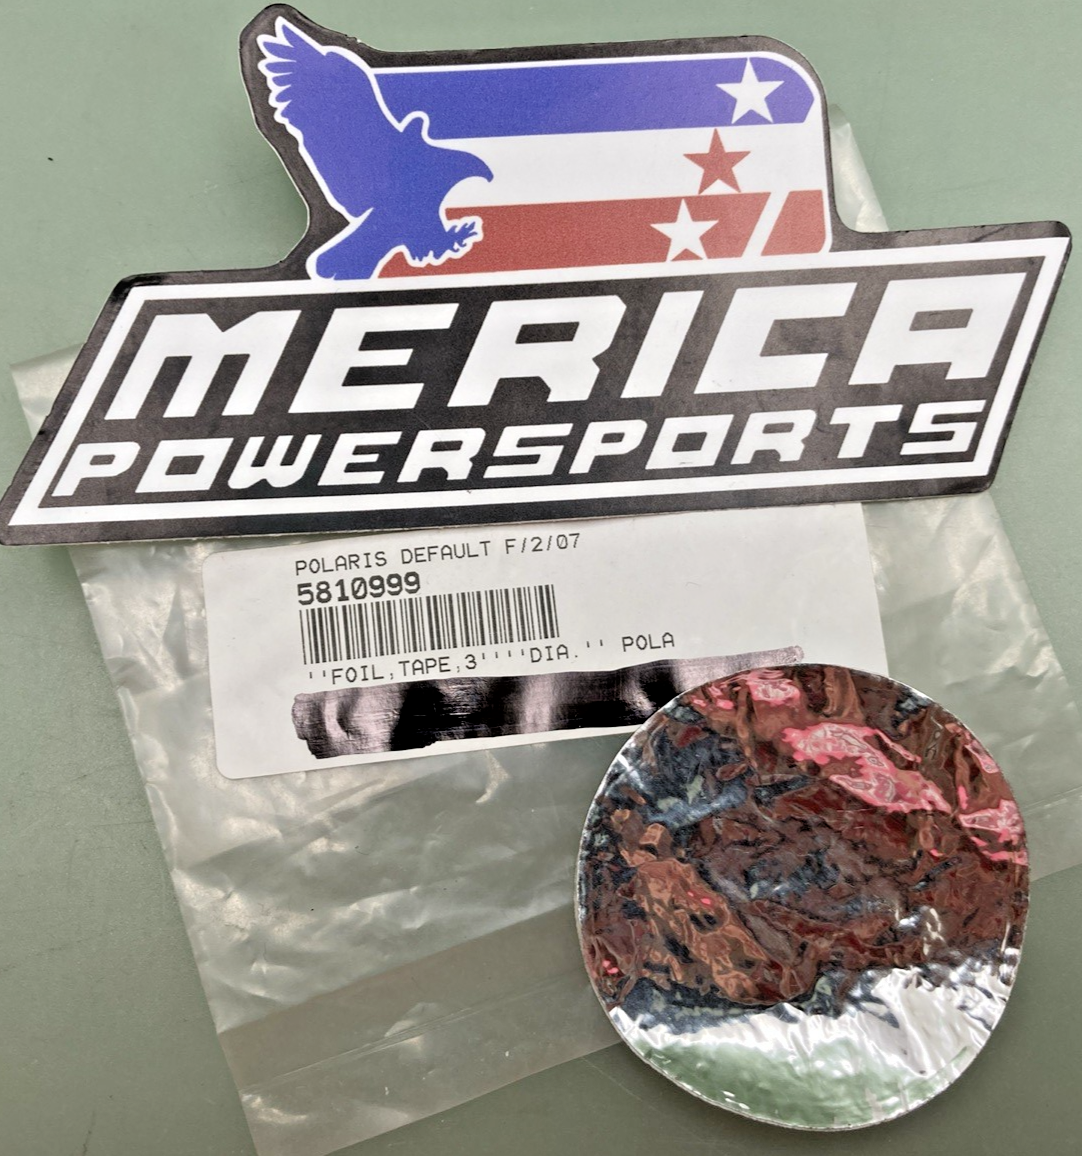 MERICA
POWERSPORTS
POLARIS DEFAULT F/2/07
5810999
''FOIL,TAPE,3''''DIA.'' POLA